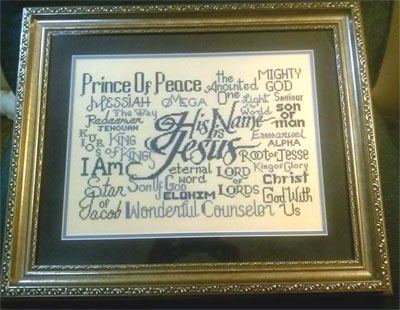 Prince Of Peace
the Anointed One
MIGHTY GOD
MESSIAH
OMEGA
Light of the World
Saviour
son of man
The Way
Redeemer
JEHOVAH
His Name is Jesus
Emmanuel
ALPHA
KING of KINGS
ROOT of JESSE
King of Glory
I Am
eternal word
LORD of LORDS
Christ
Star of Jacob
Son Of God
ELOHIM
God With Us
Wonderful Counselor